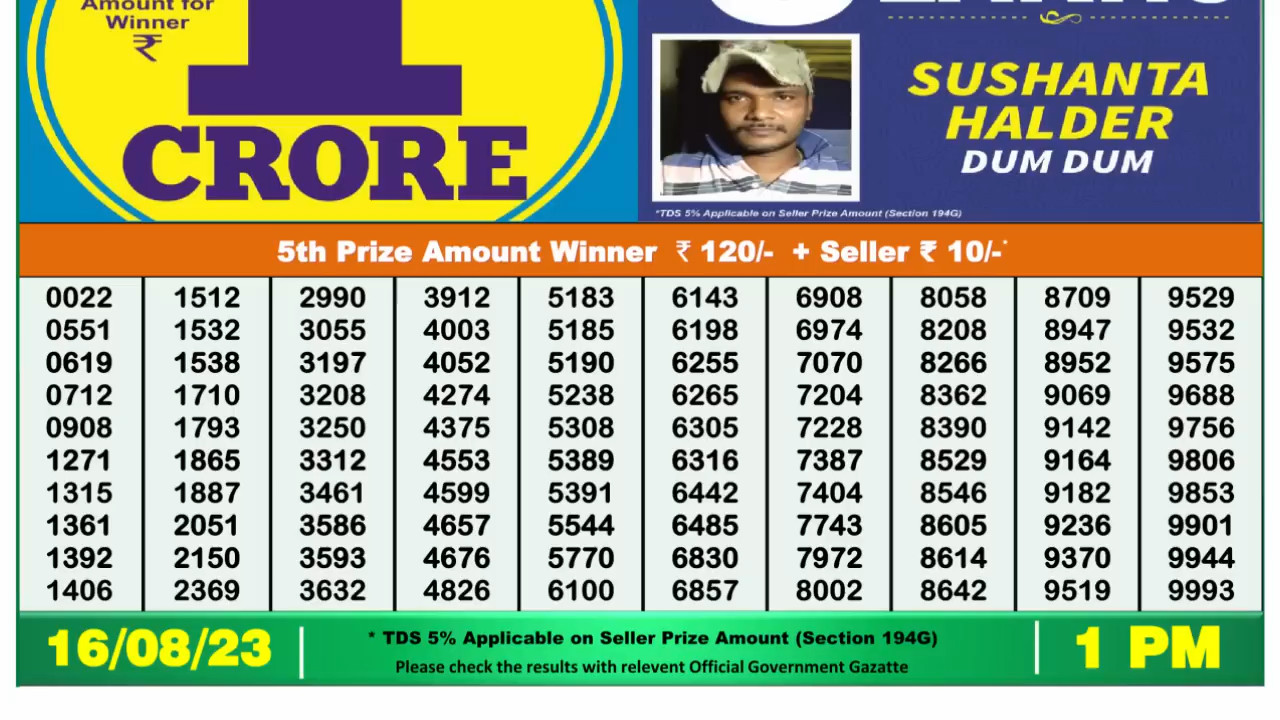 Amount for
Winner
₹
1
CRORE
SUSHANTA
HALDER
DUM DUM
*TDS 5% Applicable on Seller Prize Amount (Section 194G)
5th Prize Amount Winner ₹ 120/- + Seller ₹ 10/-*
0022 1512 2990 3912 5183 6143 6908 8058 8709 9529
0551 1532 3055 4003 5185 6198 6974 8208 8947 9532
0619 1538 3197 4052 5190 6255 7070 8266 8952 9575
0712 1710 3208 4274 5238 6265 7204 8362 9069 9688
0908 1793 3250 4375 5308 6305 7228 8390 9142 9756
1271 1865 3312 4553 5389 6316 7387 8529 9164 9806
1315 1887 3461 4599 5391 6442 7404 8546 9182 9853
1361 2051 3586 4657 5544 6485 7743 8605 9236 9901
1392 2150 3593 4676 5770 6830 7972 8614 9370 9944
1406 2369 3632 4826 6100 6857 8002 8642 9519 9993
16/08/23
* TDS 5% Applicable on Seller Prize Amount (Section 194G)
Please check the results with relevent Official Government Gazatte
1 PM